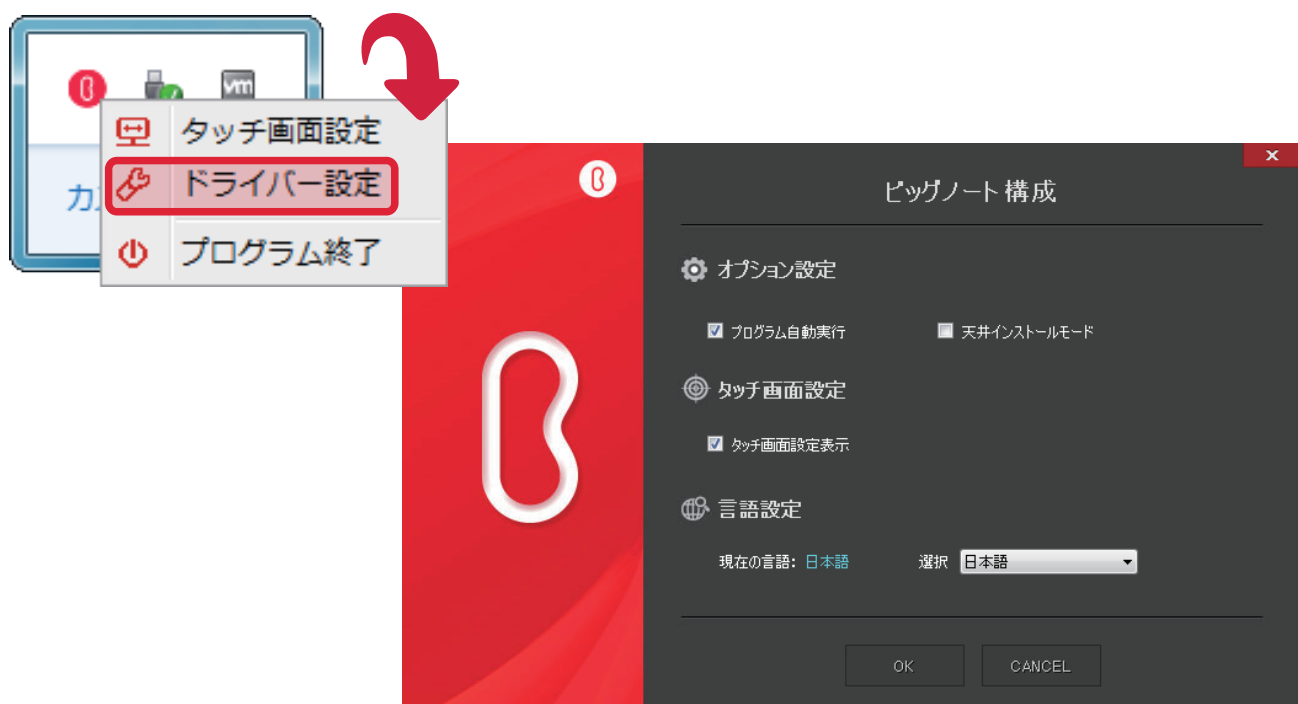 vm
タッチ画面設定
ドライバー設定
プログラム終了
カ
ビッグノート 構成
オプション設定
プログラム自動実行
天井インストールモード
タッチ画面設定
タッチ画面設定表示
言語設定
現在の言語: 日本語
選択 日本語
OK
CANCEL